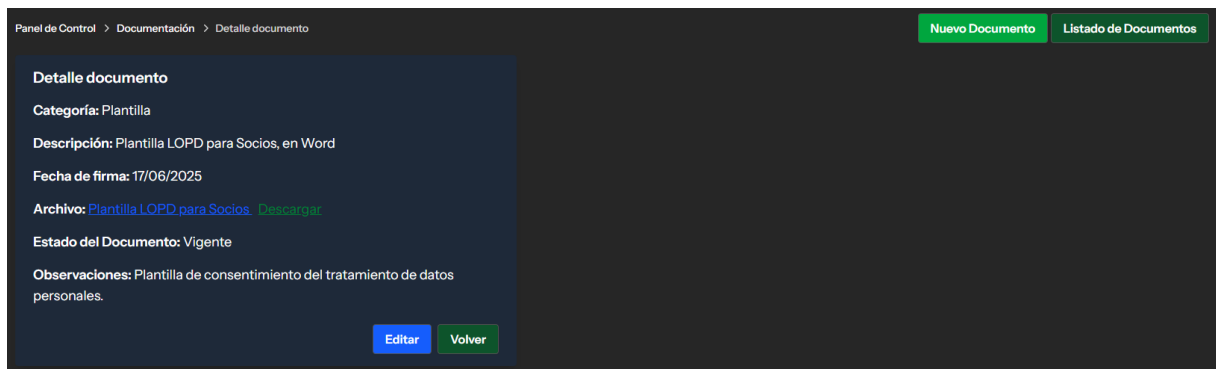 Panel de Control > Documentación > Detalle documento
Nuevo Documento
Listado de Documentos
Detalle documento
Categoría: Plantilla
Descripción: Plantilla LOPD para Socios, en Word
Fecha de firma: 17/06/2025
Archivo: Plantilla LOPD para Socios Descargar
Estado del Documento: Vigente
Observaciones: Plantilla de consentimiento del tratamiento de datos
personales.
Editar
Volver